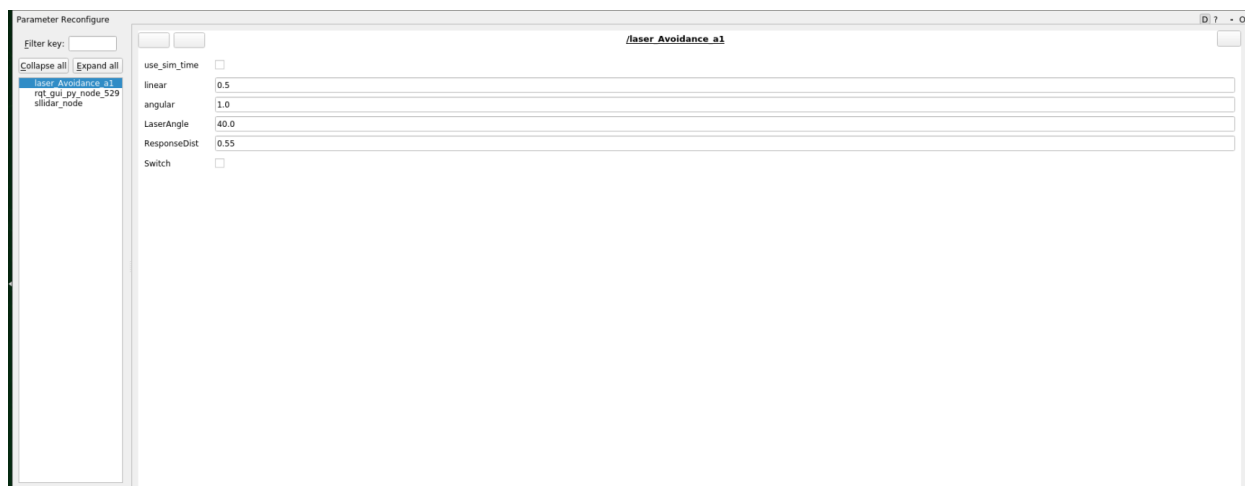 Parameter Reconfigure
D ? - O
Filter key:
Collapse all Expand all
laser_Avoidance_a1
rqt_gui_py_node_529
sllidar_node
/laser_Avoidance_a1
use_sim_time
linear 0.5
angular 1.0
LaserAngle 40.0
ResponseDist 0.55
Switch